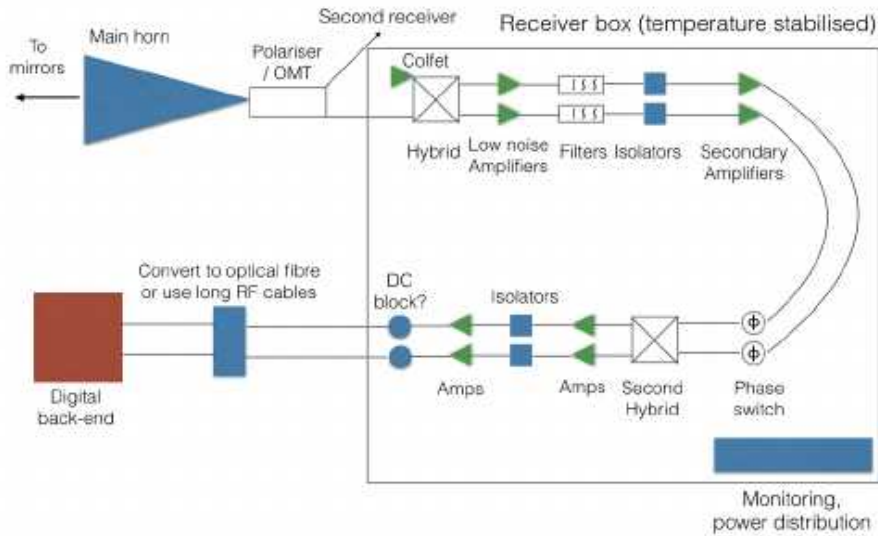 Second receiver
Receiver box (temperature stabilised)
To
mirrors
Main horn
Polariser
/ OMT
Colfet
Hybrid
Low noise
Amplifiers
Filters
Isolators
Secondary
Amplifiers
Convert to optical fibre
or use long RF cables
DC
block?
Isolators
ϕ
ϕ
Digital
back-end
Amps
Amps
Second
Hybrid
Phase
switch
Monitoring,
power distribution